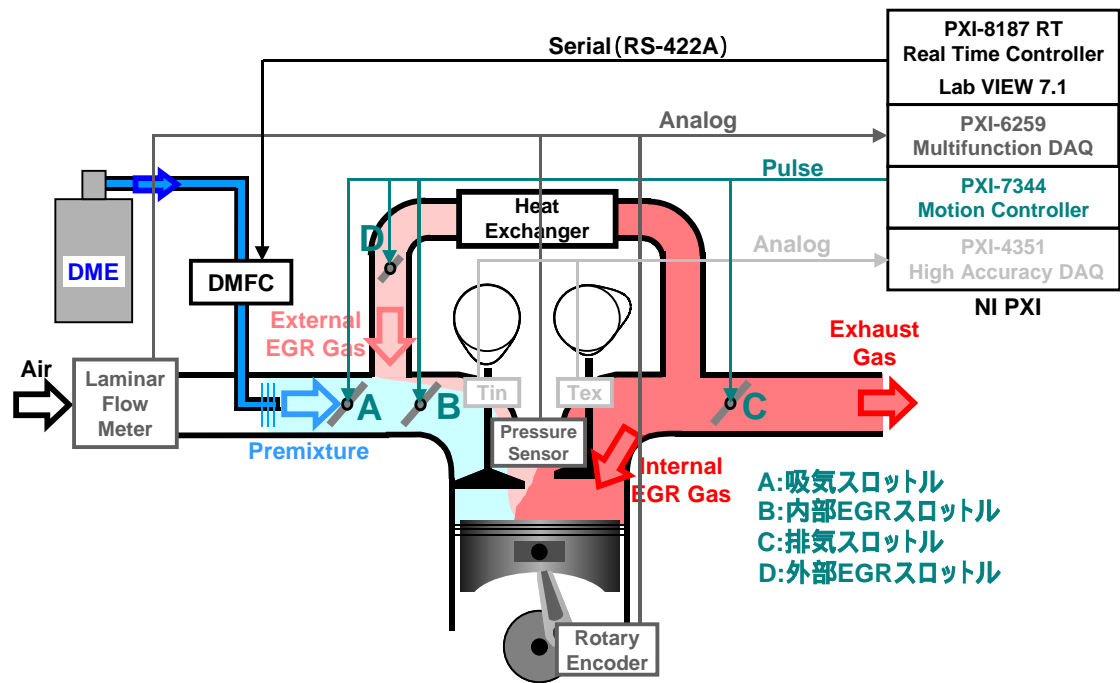 PXI-8187 RT
Real Time Controller
Lab VIEW 7.1
Serial(RS-422A)
Analog
PXI-6259
Multifunction DAQ
Pulse
PXI-7344
Motion Controller
Analog
PXI-4351
High Accuracy DAQ
NI PXI
Heat
Exchanger
D
DME
DMFC
External
EGR Gas
Exhaust
Gas
Air
Laminar
Flow
Meter
Tin
Tex
A
B
C
Premixture
Pressure
Sensor
Internal
EGR Gas
A:吸気スロットル
B:内部EGRスロットル
C:排気スロットル
D:外部EGRスロットル
Rotary
Encoder